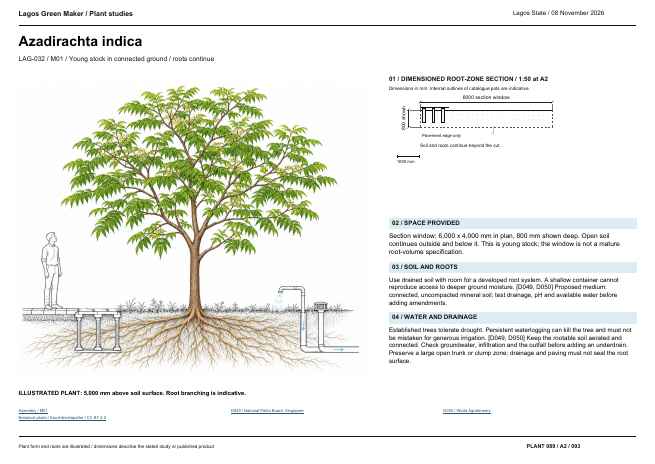 Lagos Green Maker / Plant studies
Lagos State / 08 November 2026
Azadirachta indica
LAG-032 / M01 / Young stock in connected ground / roots continue
01 / DIMENSIONED ROOT-ZONE SECTION / 1:50 at A2
Dimensions in mm. Internal outlines of catalogue pots are indicative.
6000 section window
800 shown
Pavement edge only
Soil and roots continue beyond the cut.
1000 mm
02 / SPACE PROVIDED
Section window: 6,000 x 4,000 mm in plan, 800 mm shown deep. Open soil
continues outside and below it. This is young stock; the window is not a mature
root-volume specification.
03 / SOIL AND ROOTS
Use drained soil with room for a developed root system. A shallow container cannot
reproduce access to deeper ground moisture. [D049, D050] Proposed medium:
connected, uncompacted mineral soil; test drainage, pH and available water before
adding amendments.
04 / WATER AND DRAINAGE
Established trees tolerate drought. Persistent waterlogging can kill the tree and must not
be mistaken for generous irrigation. [D049, D050] Keep the rootable soil aerated and
connected. Check groundwater, infiltration and the outfall before adding an underdrain.
Preserve a large open trunk or clump zone; drainage and paving must not seal the root
surface.
ILLUSTRATED PLANT: 5,000 mm above soil surface. Root branching is indicative.
Assembly / M01
/ National Parks Board, Singapore
/ World Agroforestry
Botanical photo /
/ CC BY 4.0
Plant form and roots are illustrated / dimensions describe the stated study or published product
PLANT 089 / A2 / 093